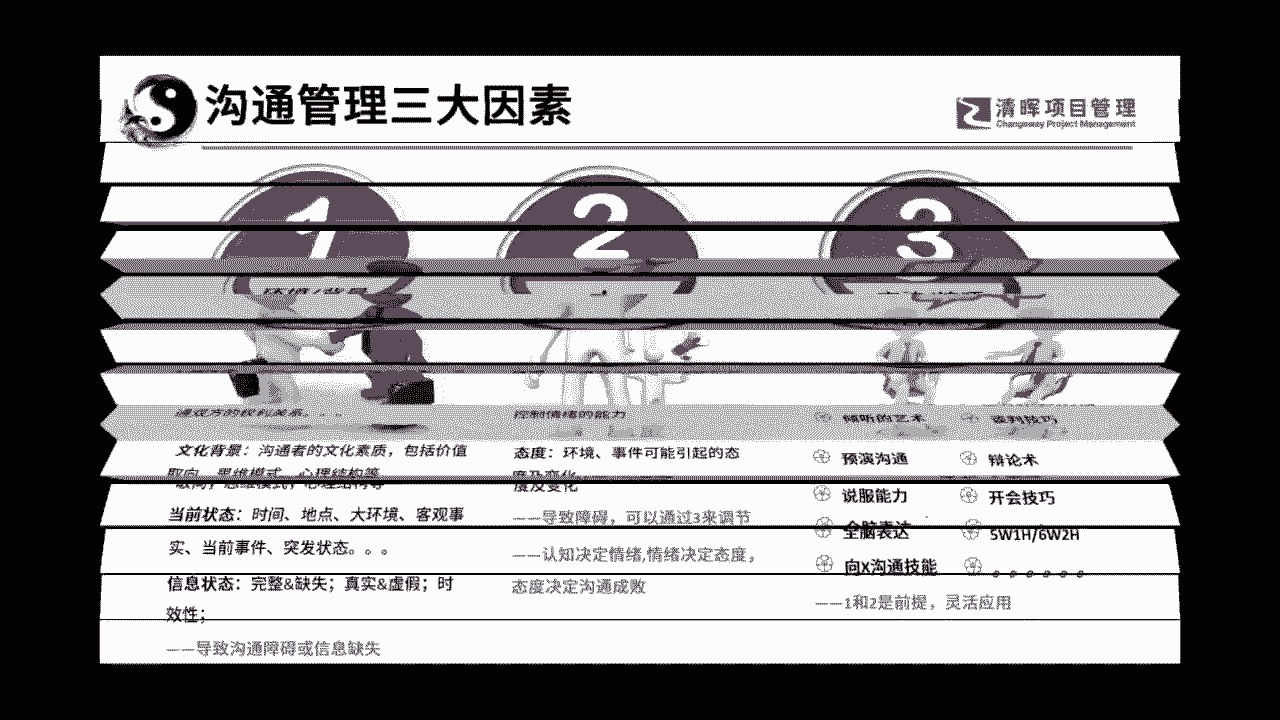 沟通管理三大因素
清晖项目管理
Changeway Project Management
1
2
3
环境/背景
通双方的权利关系。。。
文化背景：沟通者的文化素质，包括价值
取向，思维模式，心理结构等
当前状态：时间、地点、大环境、客观事
实、当前事件、突发状态。。。
信息状态：完整&缺失；真实&虚假；时
效性；
——导致沟通障碍或信息缺失
控制情绪的能力
态度：环境、事件可能引起的态
度及变化
——导致障碍，可以通过3来调节
——认知决定情绪,情绪决定态度，
态度决定沟通成败
倾听的艺术 谈判技巧
预演沟通 辩论术
说服能力 开会技巧
全脑表达 5W1H/6W2H
向X沟通技能 。。。。。。
——1和2是前提，灵活应用